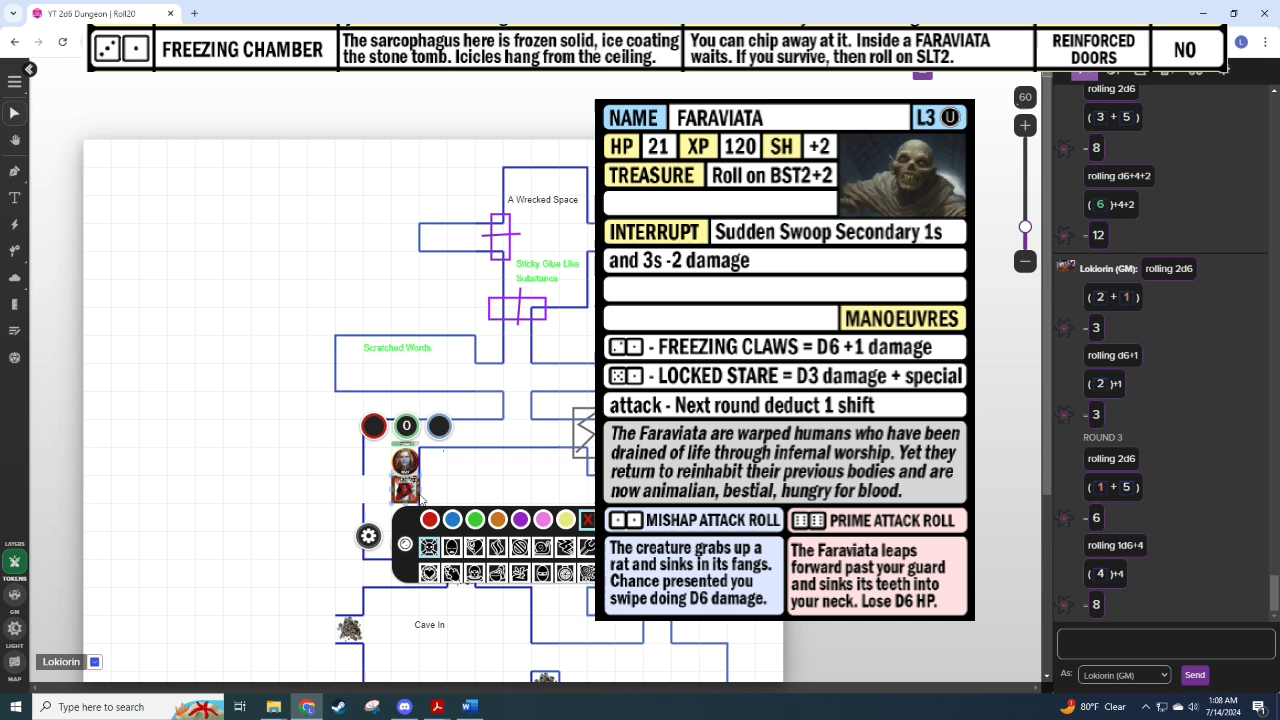 YT 2d20Run
Roll20
FREEZING CHAMBER
The sarcophagus here is frozen solid, ice coating
the stone tomb. Icicles hang from the ceiling.
You can chip away at it. Inside a FARAVIATA
waits. If you survive, then roll on SLT2.
REINFORCED
DOORS
NO
L
60
NAME
FARAVIATA
L3 U
HP 21 XP 120 SH +2
TREASURE Roll on BST2+2
INTERRUPT Sudden Swoop Secondary 1s
and 3s -2 damage
MANOEUVRES
- FREEZING CLAWS = D6 +1 damage
- LOCKED STARE = D3 damage + special
attack - Next round deduct 1 shift
The Faraviata are warped humans who have been
drained of life through infernal worship. Yet they
return to reinhabit their previous bodies and are
now animalian, bestial, hungry for blood.
MISHAP ATTACK ROLL
PRIME ATTACK ROLL
The creature grabs up a
rat and sinks in its fangs.
Chance presented you
swipe doing D6 damage.
The Faraviata leaps
forward past your guard
and sinks its teeth into
your neck. Lose D6 HP.
A Wrecked Space
Sticky Glue Like
Substance
Scratched Words
0
Cave In
LAYERS
TOKENS
GM
LIGHT
MAP
Lokiorin
rolling 2d6
(3+5)
=8
rolling d6+4+2
(6)+4+2
=12
Lokiorin (GM): rolling 2d6
(2+1)
=3
rolling d6+1
(2)+1
=3
ROUND 3
rolling 2d6
(1+5)
=6
rolling 1d6+4
(4)+4
=8
As: Lokiorin (GM)
Send
Type here to search
80°F
1:08 AM